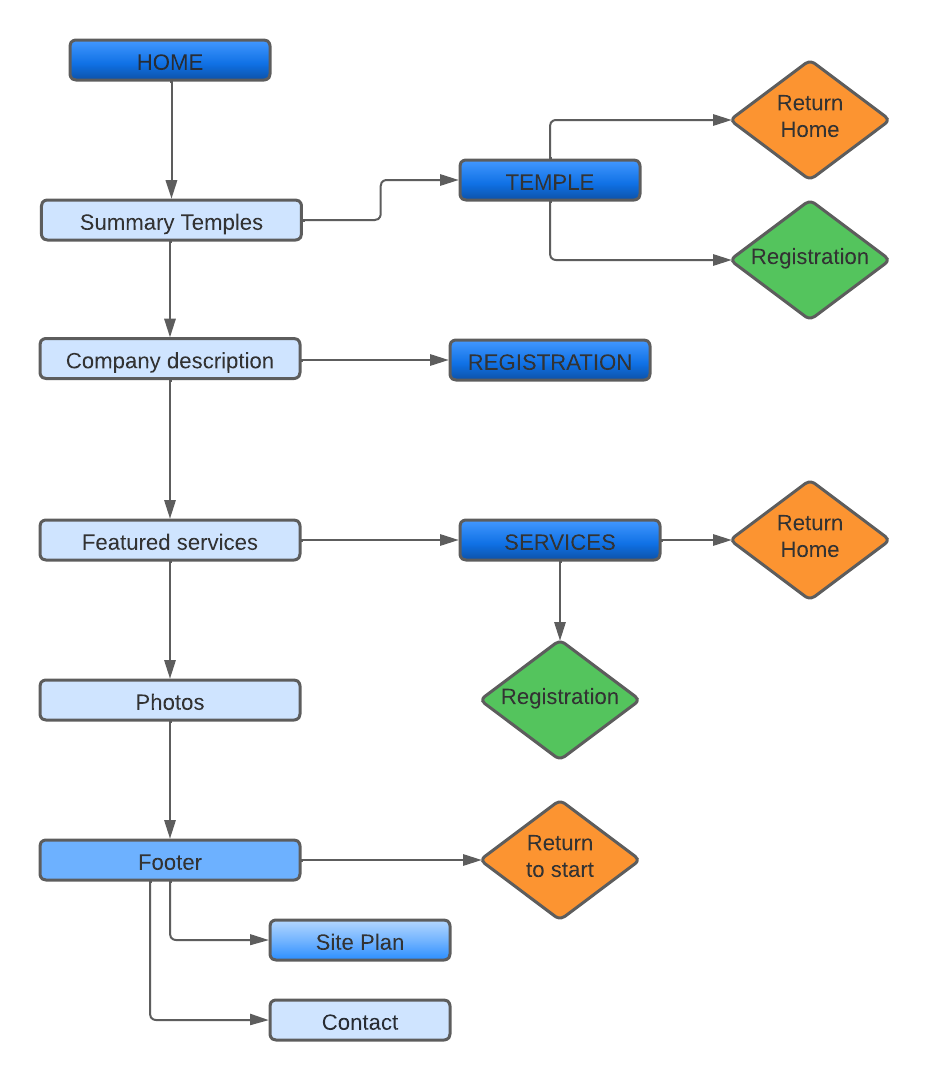 HOME
Return
Home
TEMPLE
Summary Temples
Registration
Company description
REGISTRATION
Return
Home
Featured services
SERVICES
Registration
Photos
Return
to start
Footer
Site Plan
Contact